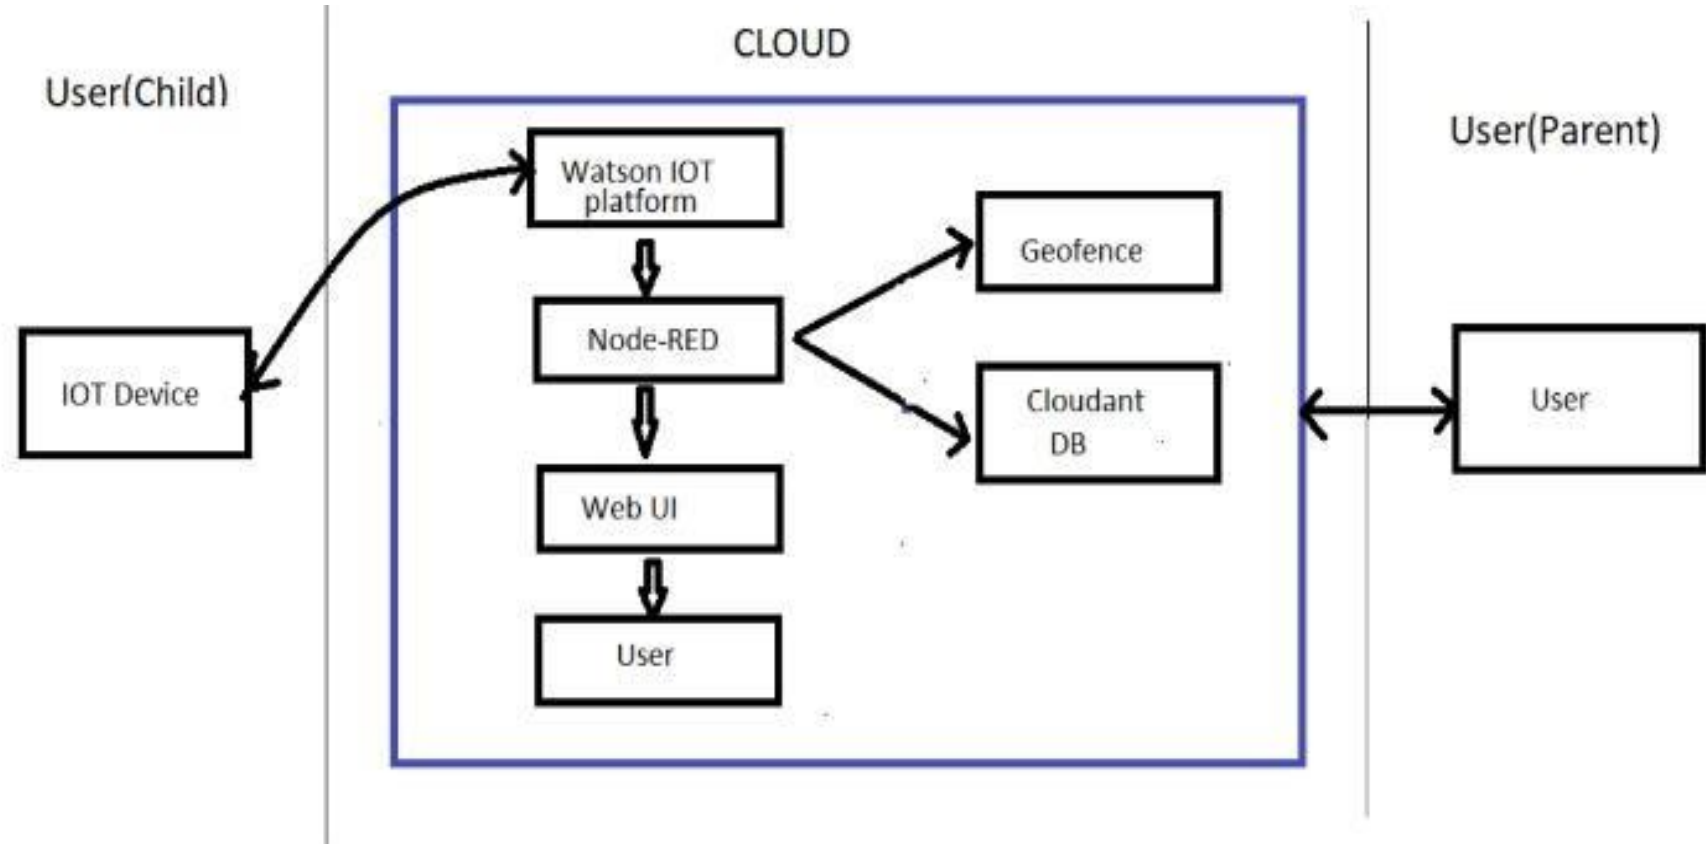 CLOUD
User(Child)
User(Parent)
Watson IOT
platform
Geofence
Node-RED
IOT Device
Cloudant
DB
User
Web UI
User